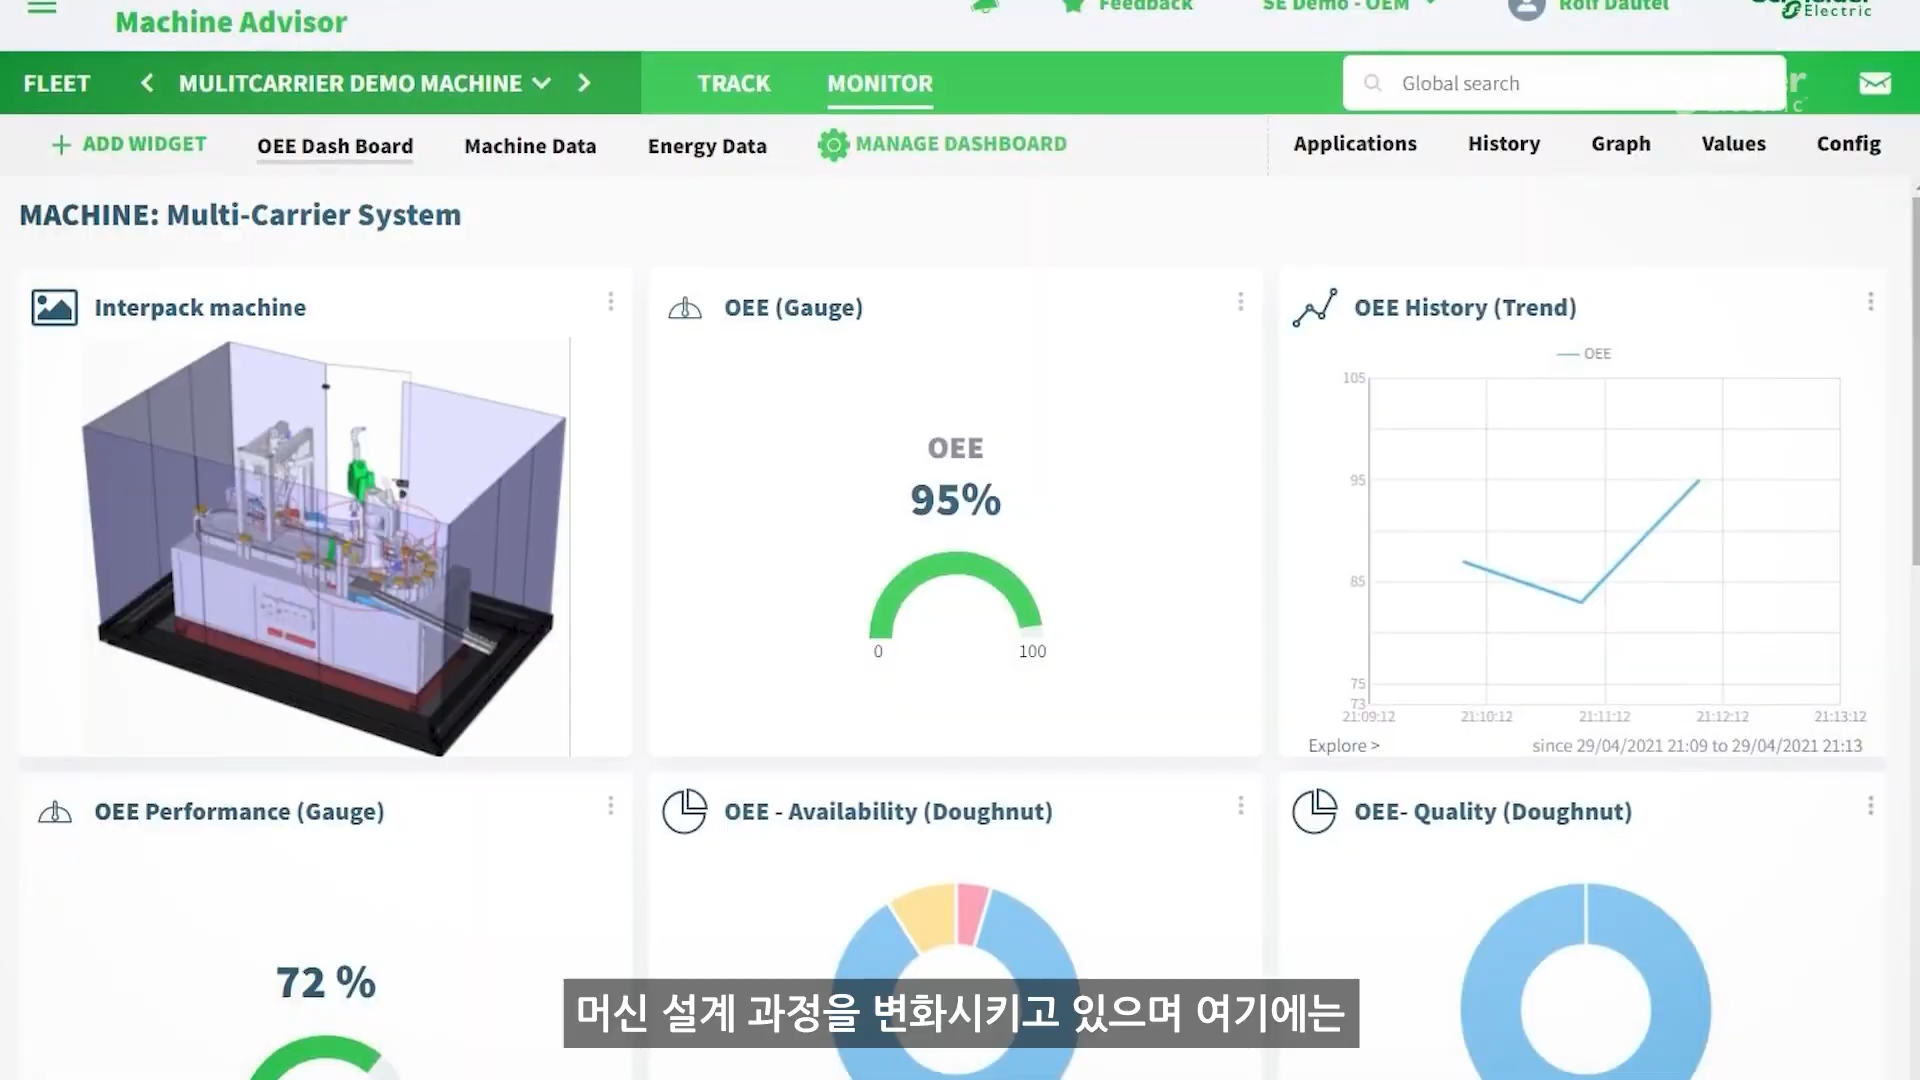 Machine Advisor
Feedback
SE Demo - OEM
Rolf Dautel
Electric
FLEET
MULITCARRIER DEMO MACHINE
TRACK
MONITOR
Global search
ADD WIDGET
OEE Dash Board
Machine Data
Energy Data
MANAGE DASHBOARD
Applications
History
Graph
Values
Config
MACHINE: Multi-Carrier System
Interpack machine
OEE (Gauge)
OEE
95%
0
100
OEE History (Trend)
OEE
105
95
85
75
73
21:09:12
21:10:12
21:11:12
21:12:12
21:13:12
Explore >
since 29/04/2021 21:09 to 29/04/2021 21:13
OEE Performance (Gauge)
72 %
OEE - Availability (Doughnut)
OEE- Quality (Doughnut)
머신 설계 과정을 변화시키고 있으며 여기에는